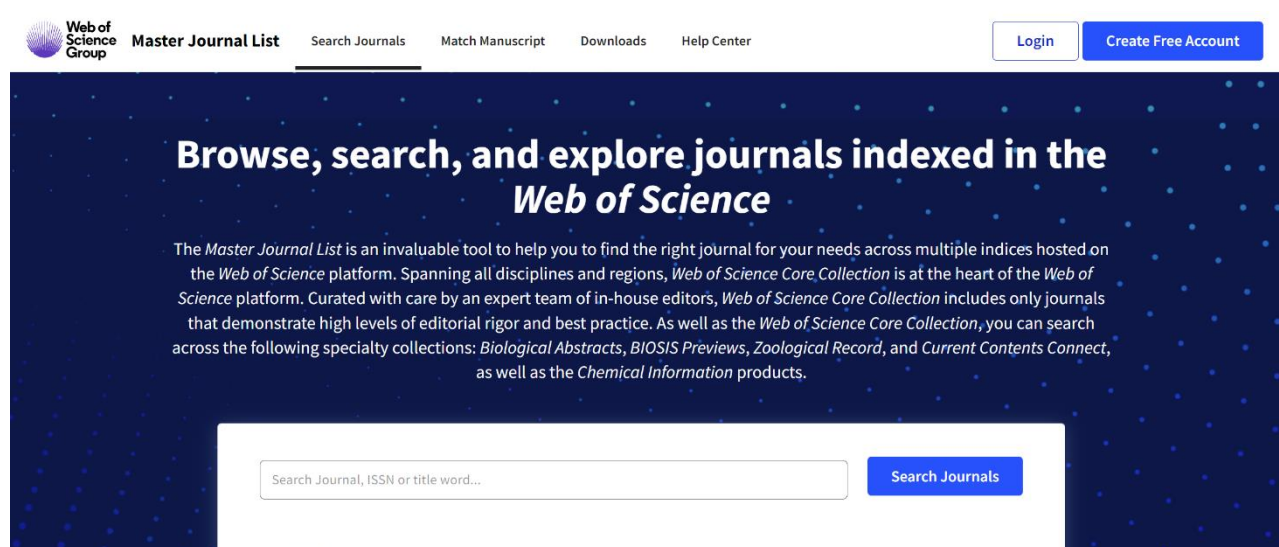 Web of
Science
Group
Master Journal List
Search Journals
Match Manuscript
Downloads
Help Center
Login
Create Free Account
Browse, search, and explore journals indexed in the
Web of Science
The Master Journal List is an invaluable tool to help you to find the right journal for your needs across multiple indices hosted on
the Web of Science platform. Spanning all disciplines and regions, Web of Science Core Collection is at the heart of the Web of
Science platform. Curated with care by an expert team of in-house editors, Web of Science Core Collection includes only journals
that demonstrate high levels of editorial rigor and best practice. As well as the Web of Science Core Collection, you can search
across the following specialty collections: Biological Abstracts, BIOSIS Previews, Zoological Record, and Current Contents Connect,
as well as the Chemical Information products.
Search Journal, ISSN or title word...
Search Journals